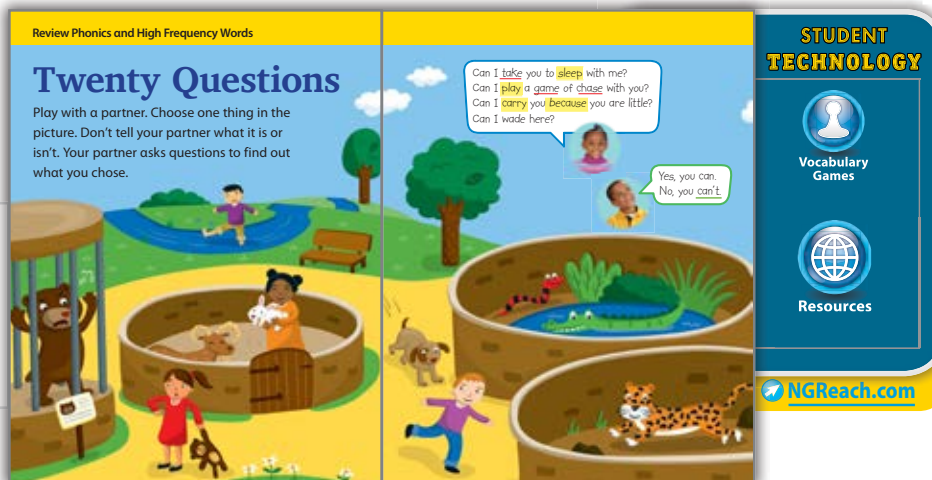 Review Phonics and High Frequency Words
Twenty Questions
Play with a partner. Choose one thing in the
picture. Don't tell your partner what it is or
isn't. Your partner asks questions to find out
what you chose.
Can I take you to sleep with me?
Can I play a game of chase with you?
Can I carry you because you are little?
Can I wade here?
Yes, you can.
No, you can't.
STUDENT
TECHNOLOGY
Vocabulary
Games
Resources
NGReach.com